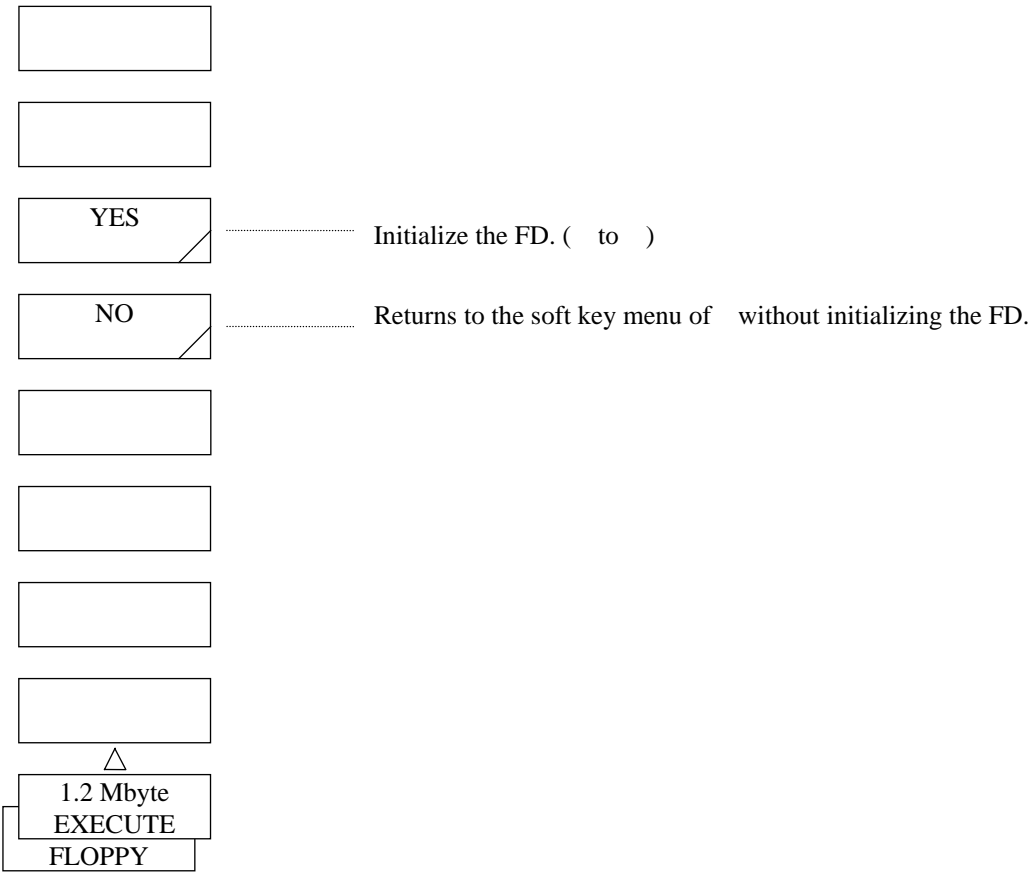 YES
Initialize the FD. ( to )
NO
Returns to the soft key menu of without initializing the FD.
1.2 Mbyte
EXECUTE
FLOPPY